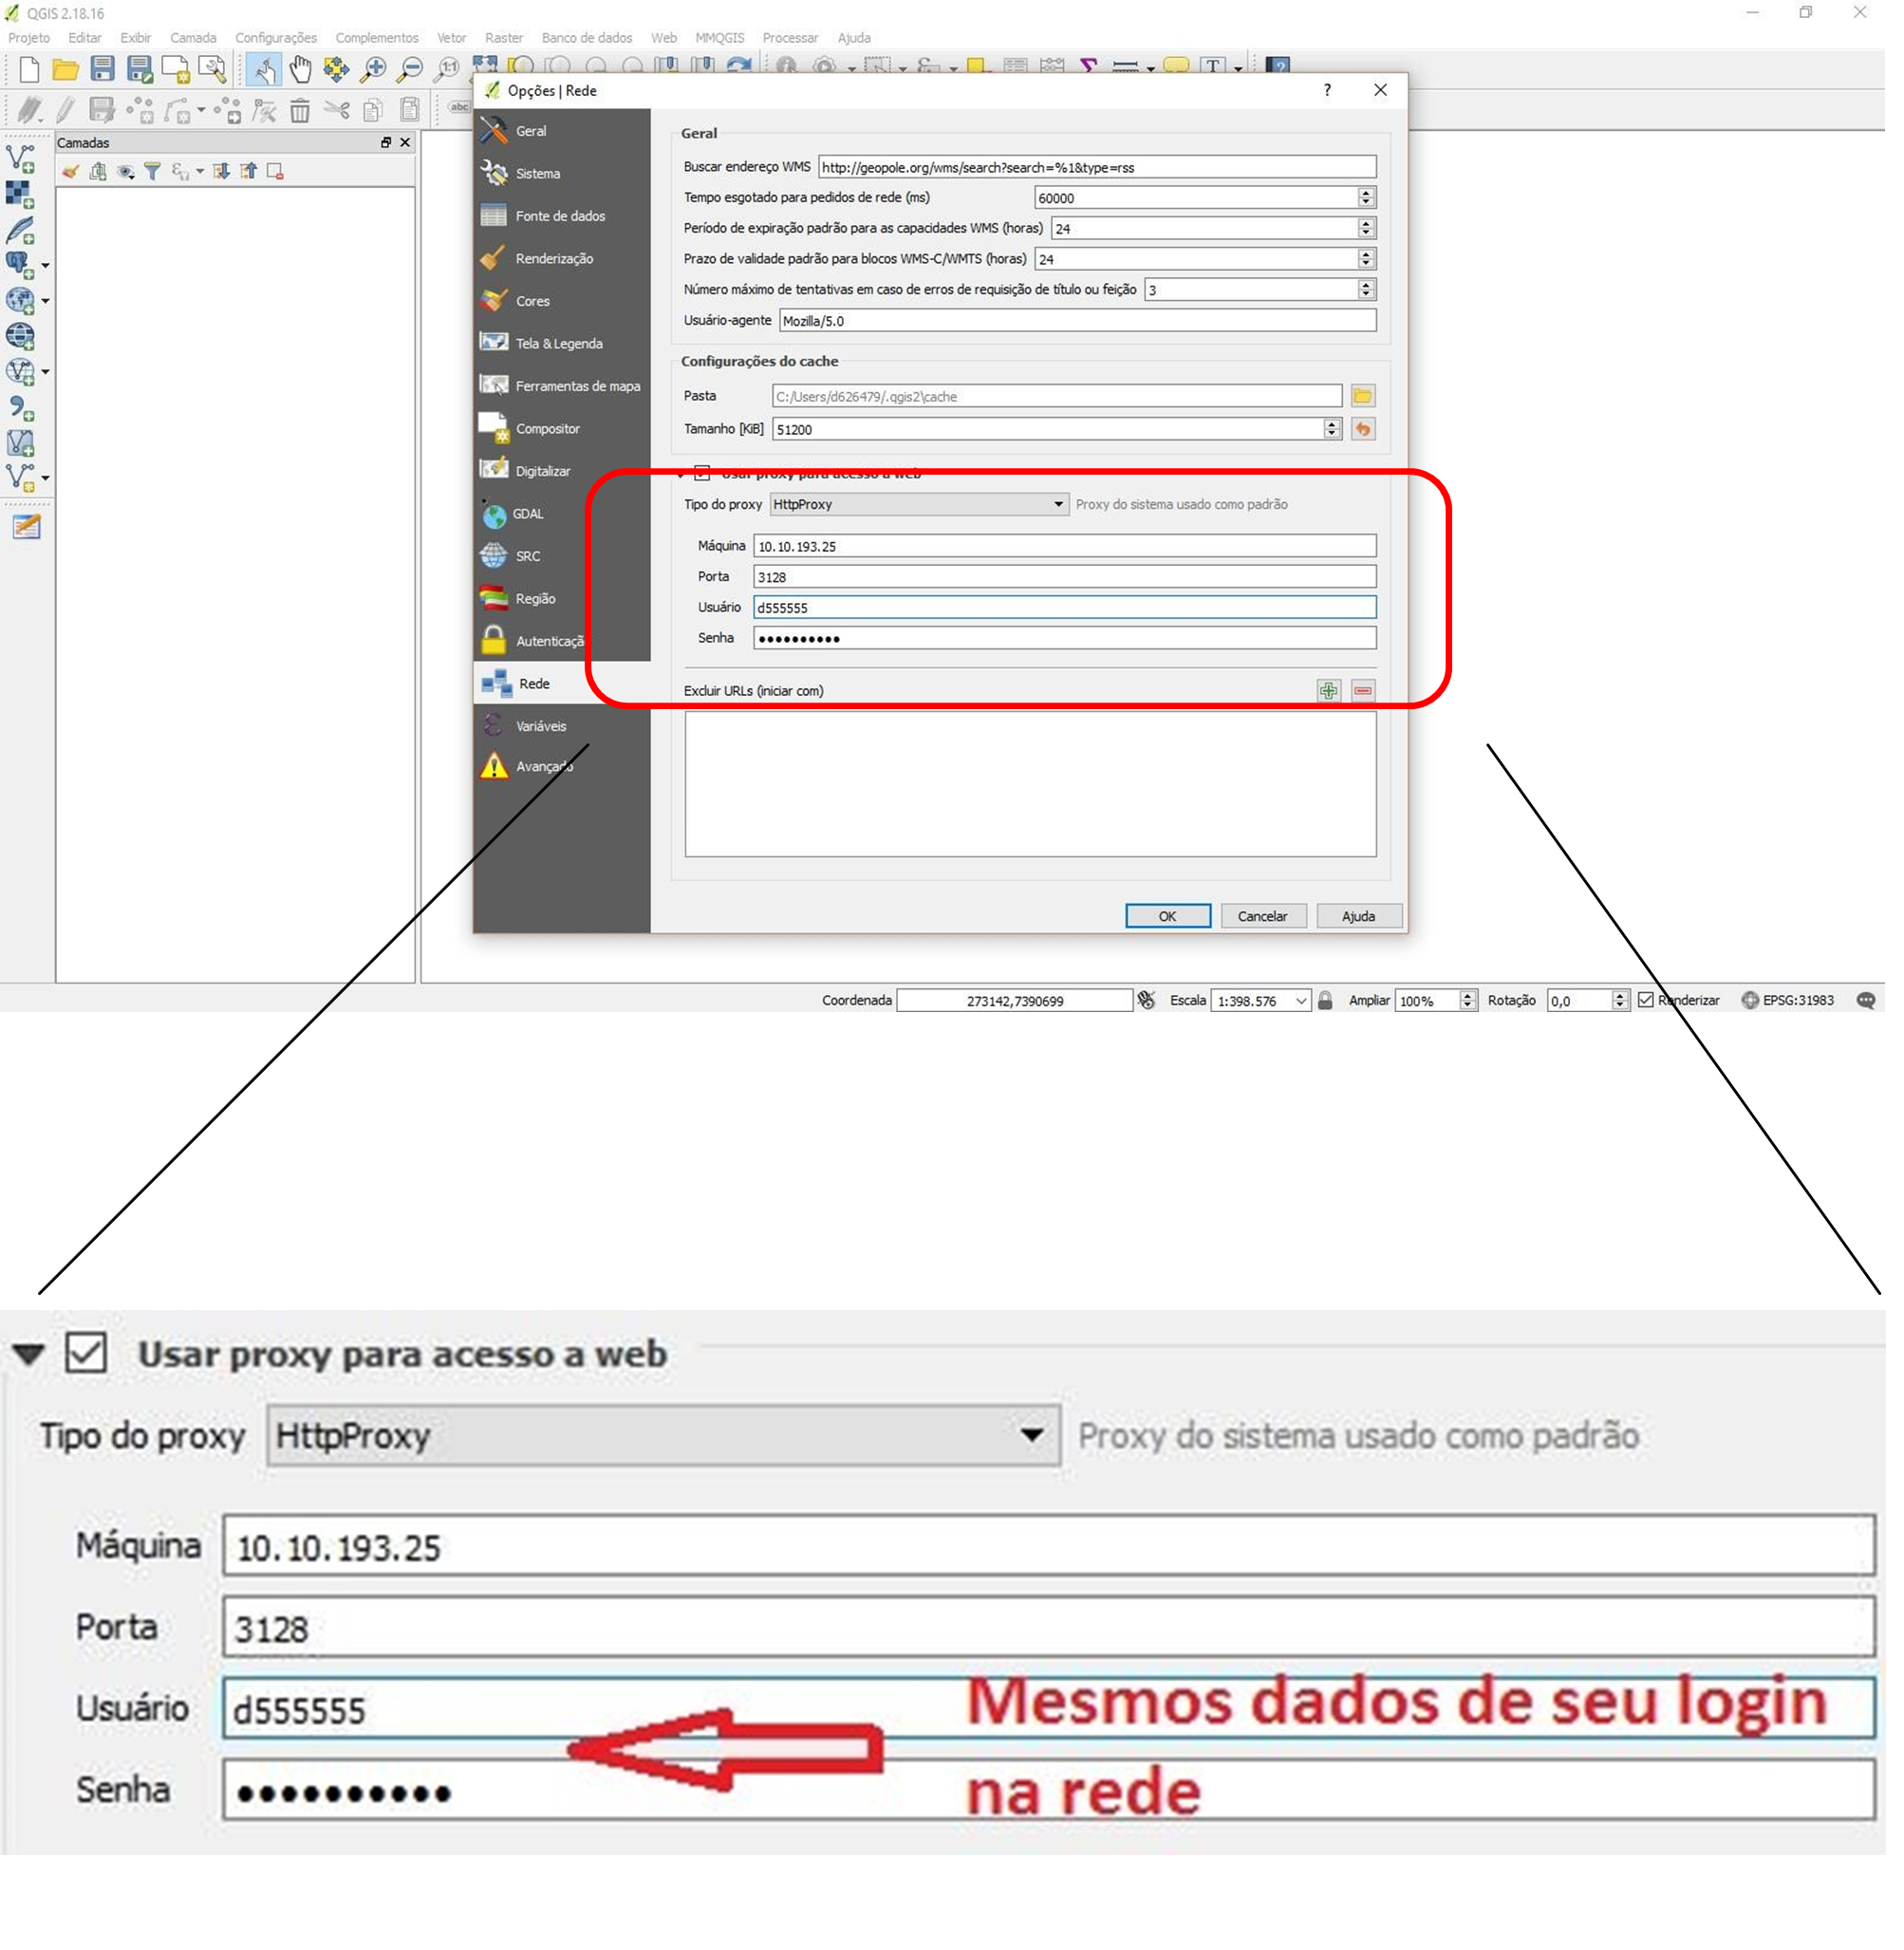 QGIS 2.18.16
Projeto Editar Exibir Camada Configurações Complementos Vetor Raster Banco de dados Web MMQGIS Processar Ajuda
Opções | Rede
Camadas
Geral
Sistema
Fonte de dados
Renderização
Cores
Tela & Legenda
Ferramentas de mapa
Compositor
Digitalizar
GDAL
SRC
Região
Autenticaçã
Rede
Variáveis
Avançado
Geral
Buscar endereço WMS http://geopole.org/wms/search?search=%1&type=rss
Tempo esgotado para pedidos de rede (ms) 60000
Período de expiração padrão para as capacidades WMS (horas) 24
Prazo de validade padrão para blocos WMS-C/WMTS (horas) 24
Número máximo de tentativas em caso de erros de requisição de título ou feição 3
Usuário-agente Mozilla/5.0
Configurações do cache
Pasta C:/Users/d626479/.qgis2\cache
Tamanho [KiB] 51200
Usar proxy para acesso a web
Tipo do proxy HttpProxy Proxy do sistema usado como padrão
Máquina 10.10.193.25
Porta 3128
Usuário d555555
Senha ●●●●●●●●●●
Excluir URLs (iniciar com)
OK Cancelar Ajuda
Coordenada 273142,7390699 Escala 1:398.576 Ampliar 100% Rotação 0,0 Renderizar EPSG:31983
Usar proxy para acesso a web
Tipo do proxy HttpProxy Proxy do sistema usado como padrão
Máquina 10.10.193.25
Porta 3128
Usuário d555555
Senha ●●●●●●●●●●
Mesmos dados de seu login
na rede